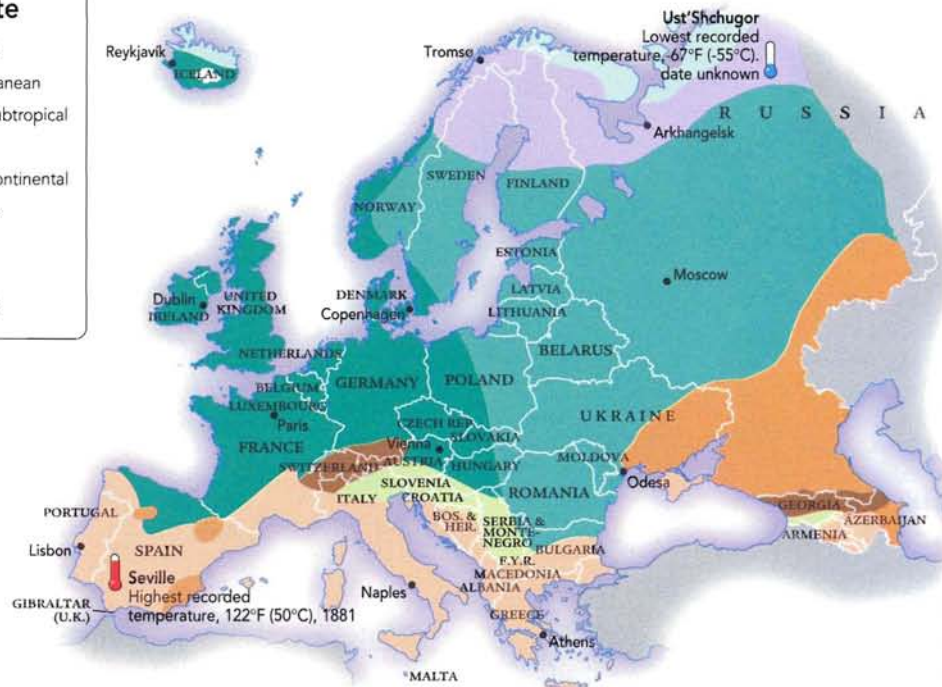 te
anean
ubtropical
ontinental
Reykjavík
ICELAND
Tromsø
Ust'Shchugor
Lowest recorded
temperature, -67°F (-55°C).
date unknown
RUSSIA
Arkhangelsk
SWEDEN
FINLAND
NORWAY
ESTONIA
Moscow
LATVIA
LITHUANIA
Dublin
IRELAND
UNITED
KINGDOM
DENMARK
Copenhagen
NETHERLANDS
BELARUS
BELGIUM
GERMANY
POLAND
LUXEMBOURG
Paris
CZECH REP.
UKRAINE
FRANCE
Vienna
SLOVAKIA
SWITZERLAND
AUSTRIA
HUNGARY
MOLDOVA
Odesa
SLOVENIA
CROATIA
ROMANIA
ITALY
BOS. &
HER.
SERBIA &
MONTE-
NEGRO
GEORGIA
AZERBAIJAN
ARMENIA
PORTUGAL
Lisbon
SPAIN
BULGARIA
F.Y.R.
MACEDONIA
ALBANIA
Seville
Highest recorded
temperature, 122°F (50°C), 1881
GIBRALTAR
(U.K.)
Naples
GREECE
Athens
MALTA